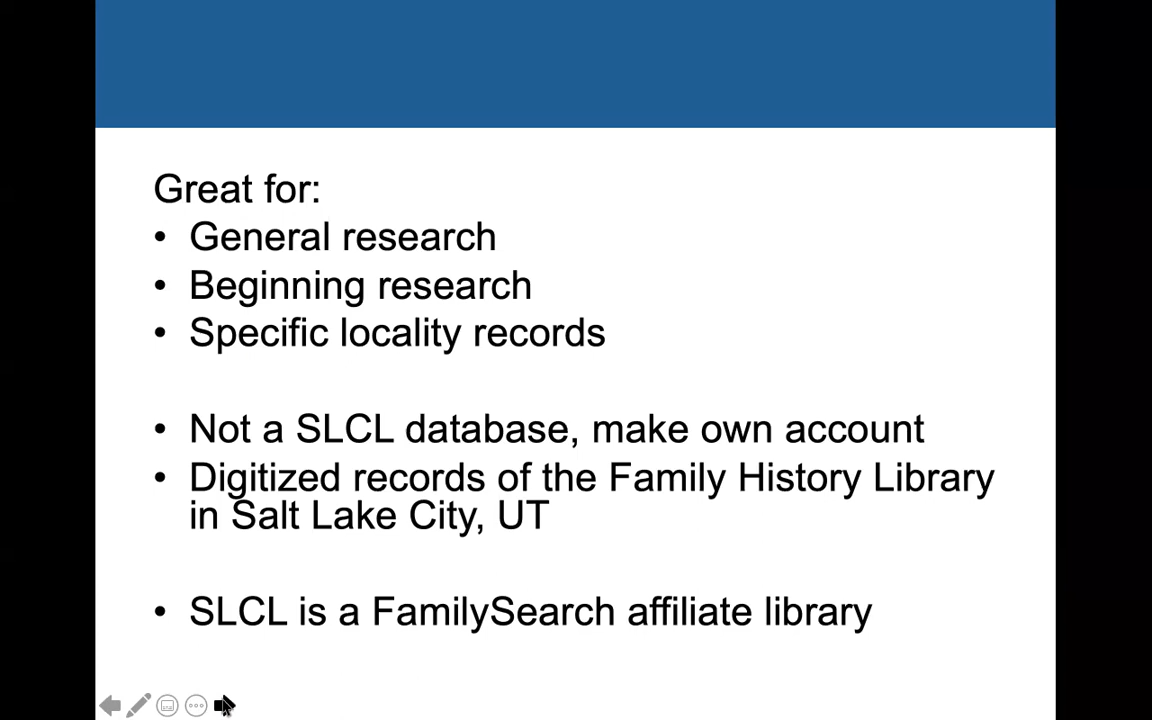 Great for:
• General research
• Beginning research
• Specific locality records
• Not a SLCL database, make own account
• Digitized records of the Family History Library
in Salt Lake City, UT
• SLCL is a FamilySearch affiliate library